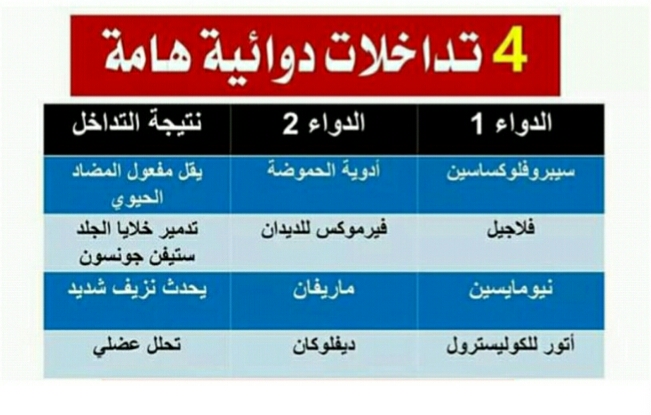 4 تداخلات دوائية هامة
الدواء 1 الدواء 2 نتيجة التداخل
سيبروفلوكساسين أدوية الحموضة يقل مفعول المضاد
الحيوي
فلاجيل فيرموكس للديدان تدمير خلايا الجلد
ستيفن جونسون
نيومايسين ماريفان يحدث نزيف شديد
أتور للكوليسترول ديفلوكان تحلل عضلي